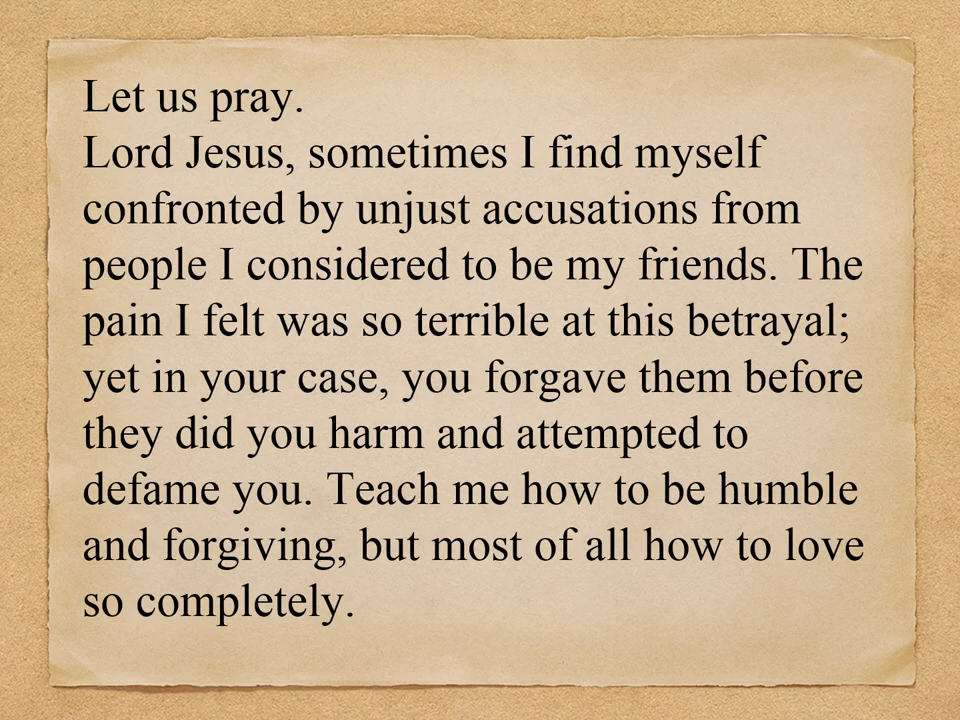 Let us pray.
Lord Jesus, sometimes I find myself
confronted by unjust accusations from
people I considered to be my friends. The
pain I felt was so terrible at this betrayal;
yet in your case, you forgave them before
they did you harm and attempted to
defame you. Teach me how to be humble
and forgiving, but most of all how to love
so completely.